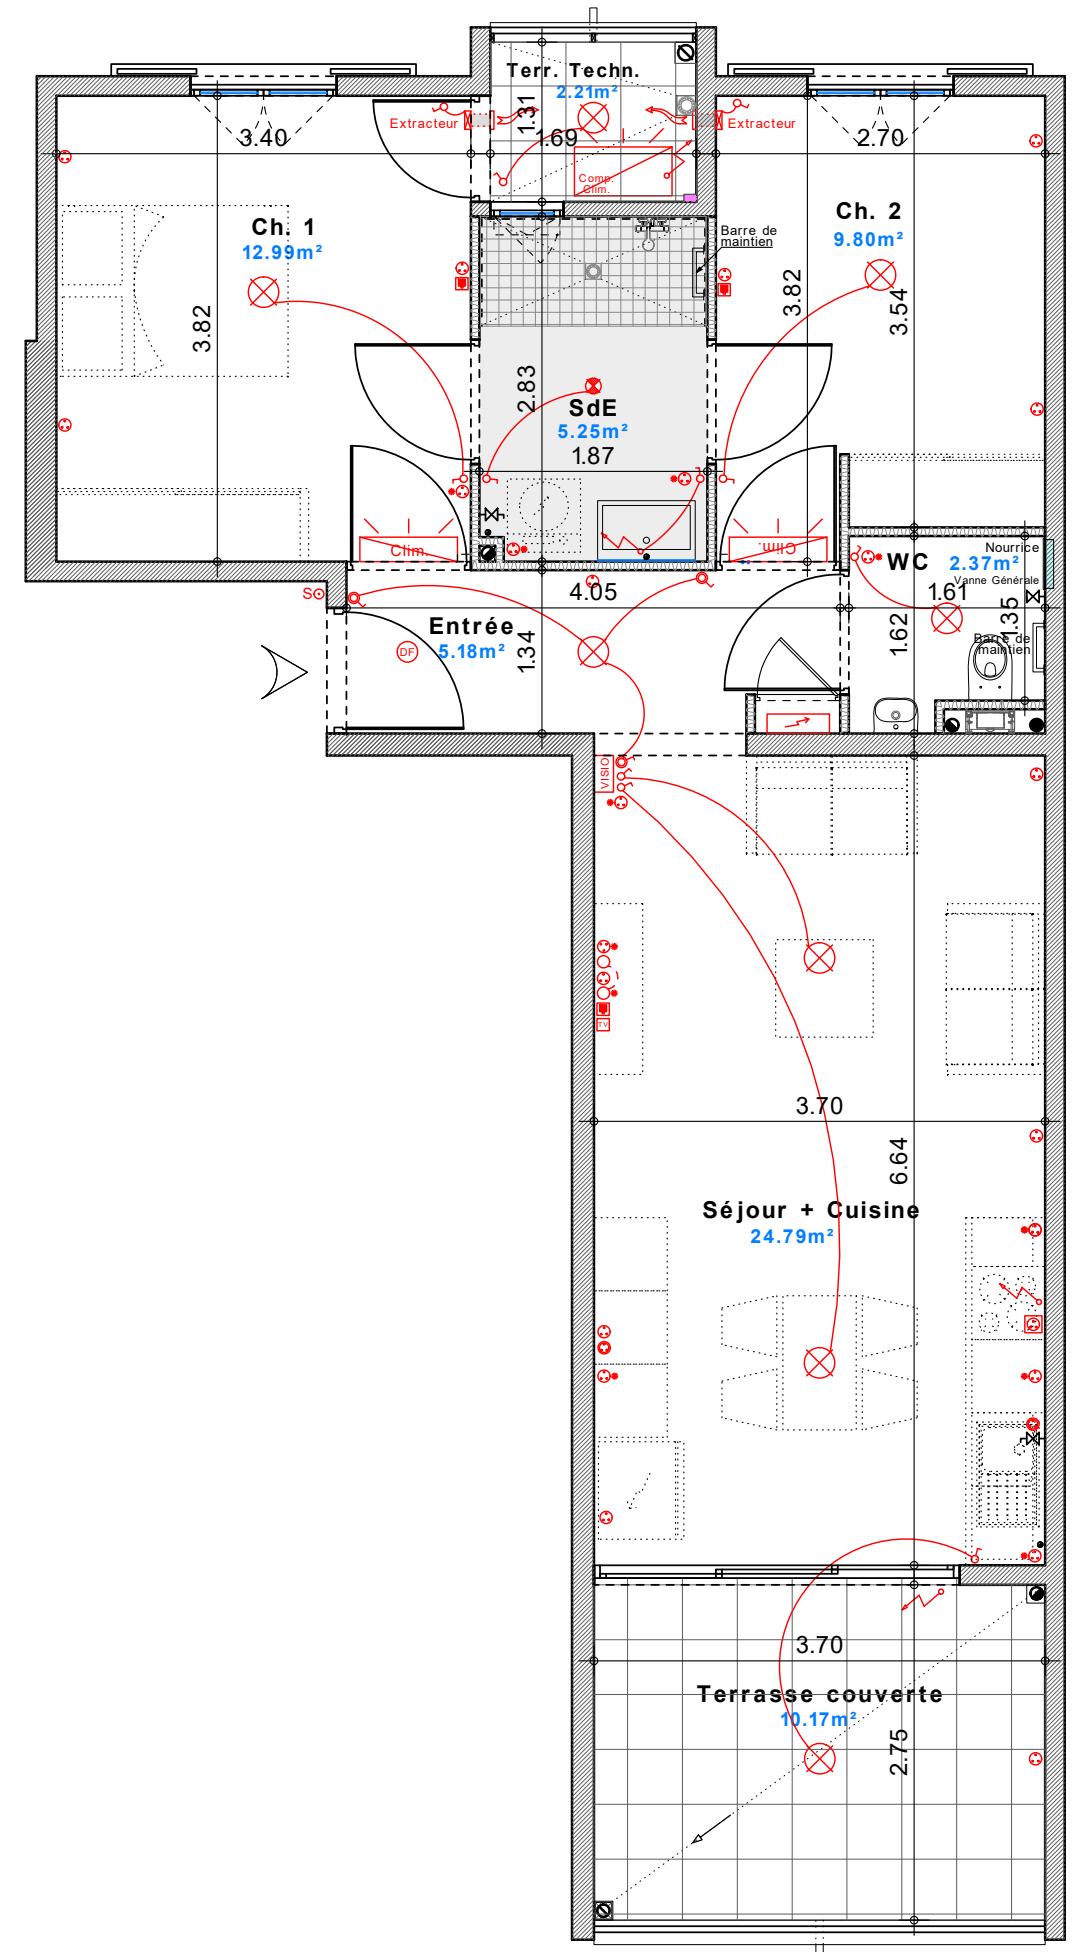 Terr. Techn.
2.21m²
1.31
1.69
Extracteur
Extracteur
Comp.
Clim.
3.40
2.70
Ch. 1
12.99m²
3.82
Ch. 2
9.80m²
3.82
3.54
Barre de
maintien
2.83
SdE
5.25m²
1.87
Clim.
Clim.
WC
Nourrice
2.37m²
Vanne Générale
1.61
1.62
1.35
Barre de
maintien
S
4.05
Entrée
5.18m²
1.34
DF
VISIO
TV
3.70
6.64
Séjour + Cuisine
24.79m²
3.70
Terrasse couverte
10.17m²
2.75